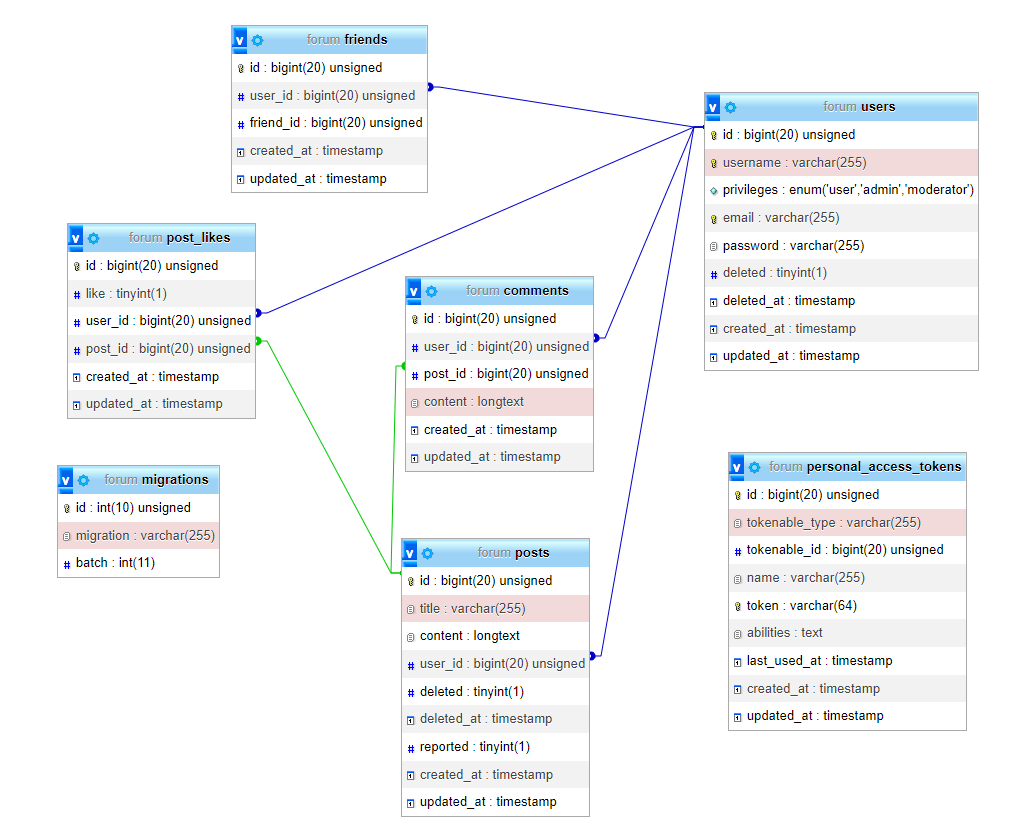 forum friends
id : bigint(20) unsigned
user_id : bigint(20) unsigned
friend_id : bigint(20) unsigned
created_at : timestamp
updated_at : timestamp
v forum users
id : bigint(20) unsigned
username : varchar(255)
privileges : enum('user','admin','moderator')
email : varchar(255)
password : varchar(255)
deleted : tinyint(1)
deleted_at : timestamp
created_at : timestamp
updated_at : timestamp
v forum post_likes
id : bigint(20) unsigned
# like : tinyint(1)
# user_id : bigint(20) unsigned
# post_id : bigint(20) unsigned
created_at : timestamp
updated_at : timestamp
v forum comments
id : bigint(20) unsigned
# user_id : bigint(20) unsigned
# post_id : bigint(20) unsigned
content : longtext
created_at : timestamp
updated_at : timestamp
v forum migrations
id : int(10) unsigned
migration : varchar(255)
# batch : int(11)
v forum posts
id : bigint(20) unsigned
title : varchar(255)
content : longtext
# user_id : bigint(20) unsigned
# deleted : tinyint(1)
deleted_at : timestamp
# reported : tinyint(1)
created_at : timestamp
updated_at : timestamp
v forum personal_access_tokens
id : bigint(20) unsigned
tokenable_type : varchar(255)
# tokenable_id : bigint(20) unsigned
name : varchar(255)
token : varchar(64)
abilities : text
last_used_at : timestamp
created_at : timestamp
updated_at : timestamp